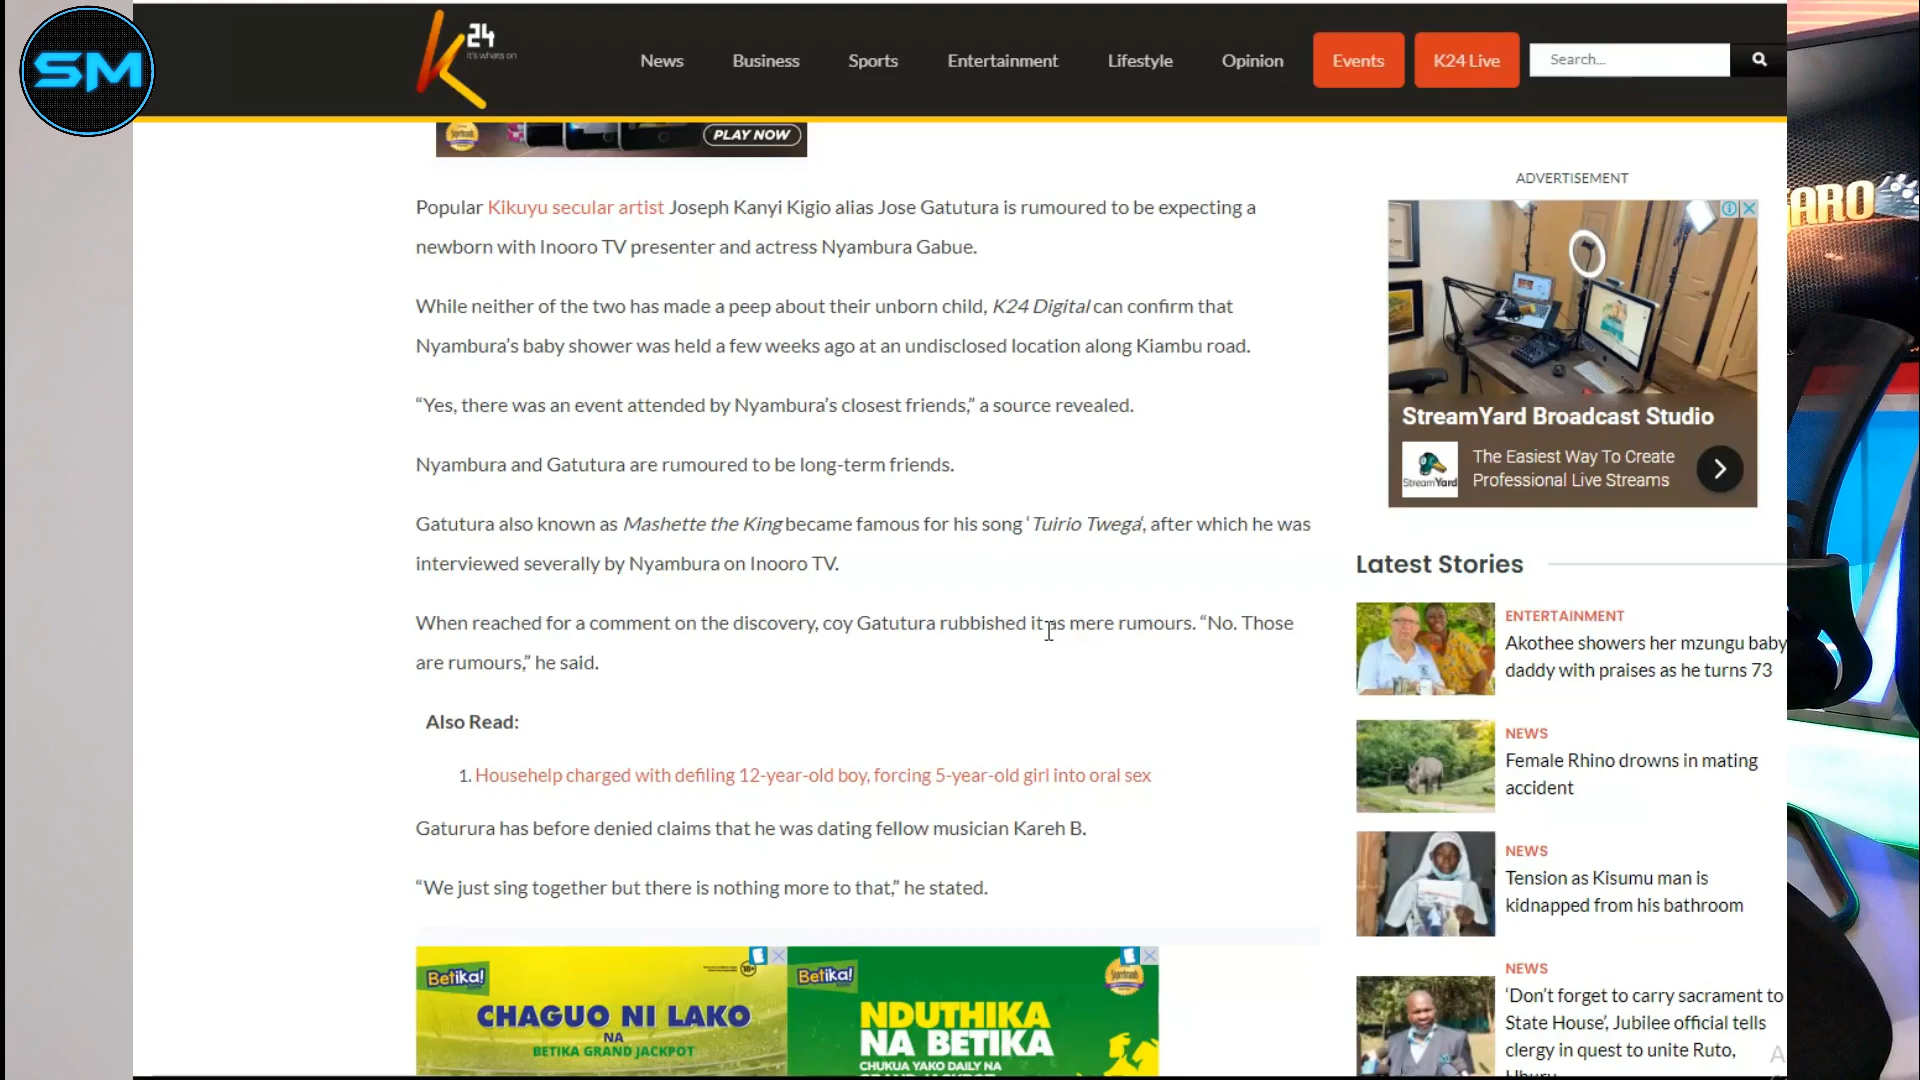 SM
24
it's whats on
News
Business
Sports
Entertainment
Lifestyle
Opinion
Events
K24 Live
Search...
PLAY NOW
Popular Kikuyu secular artist Joseph Kanyi Kigio alias Jose Gatutura is rumoured to be expecting a
newborn with Inooro TV presenter and actress Nyambura Gabue.
While neither of the two has made a peep about their unborn child, K24 Digital can confirm that
Nyambura’s baby shower was held a few weeks ago at an undisclosed location along Kiambu road.
“Yes, there was an event attended by Nyambura’s closest friends,” a source revealed.
Nyambura and Gatutura are rumoured to be long-term friends.
Gatutura also known as Mashette the King became famous for his song ‘Tuirio Twega‘, after which he was
interviewed severally by Nyambura on Inooro TV.
When reached for a comment on the discovery, coy Gatutura rubbished it as mere rumours. “No. Those
are rumours,” he said.
Also Read:
1. Househelp charged with defiling 12-year-old boy, forcing 5-year-old girl into oral sex
Gaturura has before denied claims that he was dating fellow musician Kareh B.
“We just sing together but there is nothing more to that,” he stated.
Betika!
18+
CHAGUO NI LAKO
NA
BETIKA GRAND JACKPOT
Betika!
NDUTHIKA
NA BETIKA
CHUKUA YAKO DAILY NA
GRAND JACKPOT
ADVERTISEMENT
StreamYard Broadcast Studio
StreamYard
The Easiest Way To Create
Professional Live Streams
Latest Stories
ENTERTAINMENT
Akothee showers her mzungu baby
daddy with praises as he turns 73
NEWS
Female Rhino drowns in mating
accident
NEWS
Tension as Kisumu man is
kidnapped from his bathroom
NEWS
‘Don’t forget to carry sacrament to
State House’, Jubilee official tells
clergy in quest to unite Ruto,
Uhuru
ARO